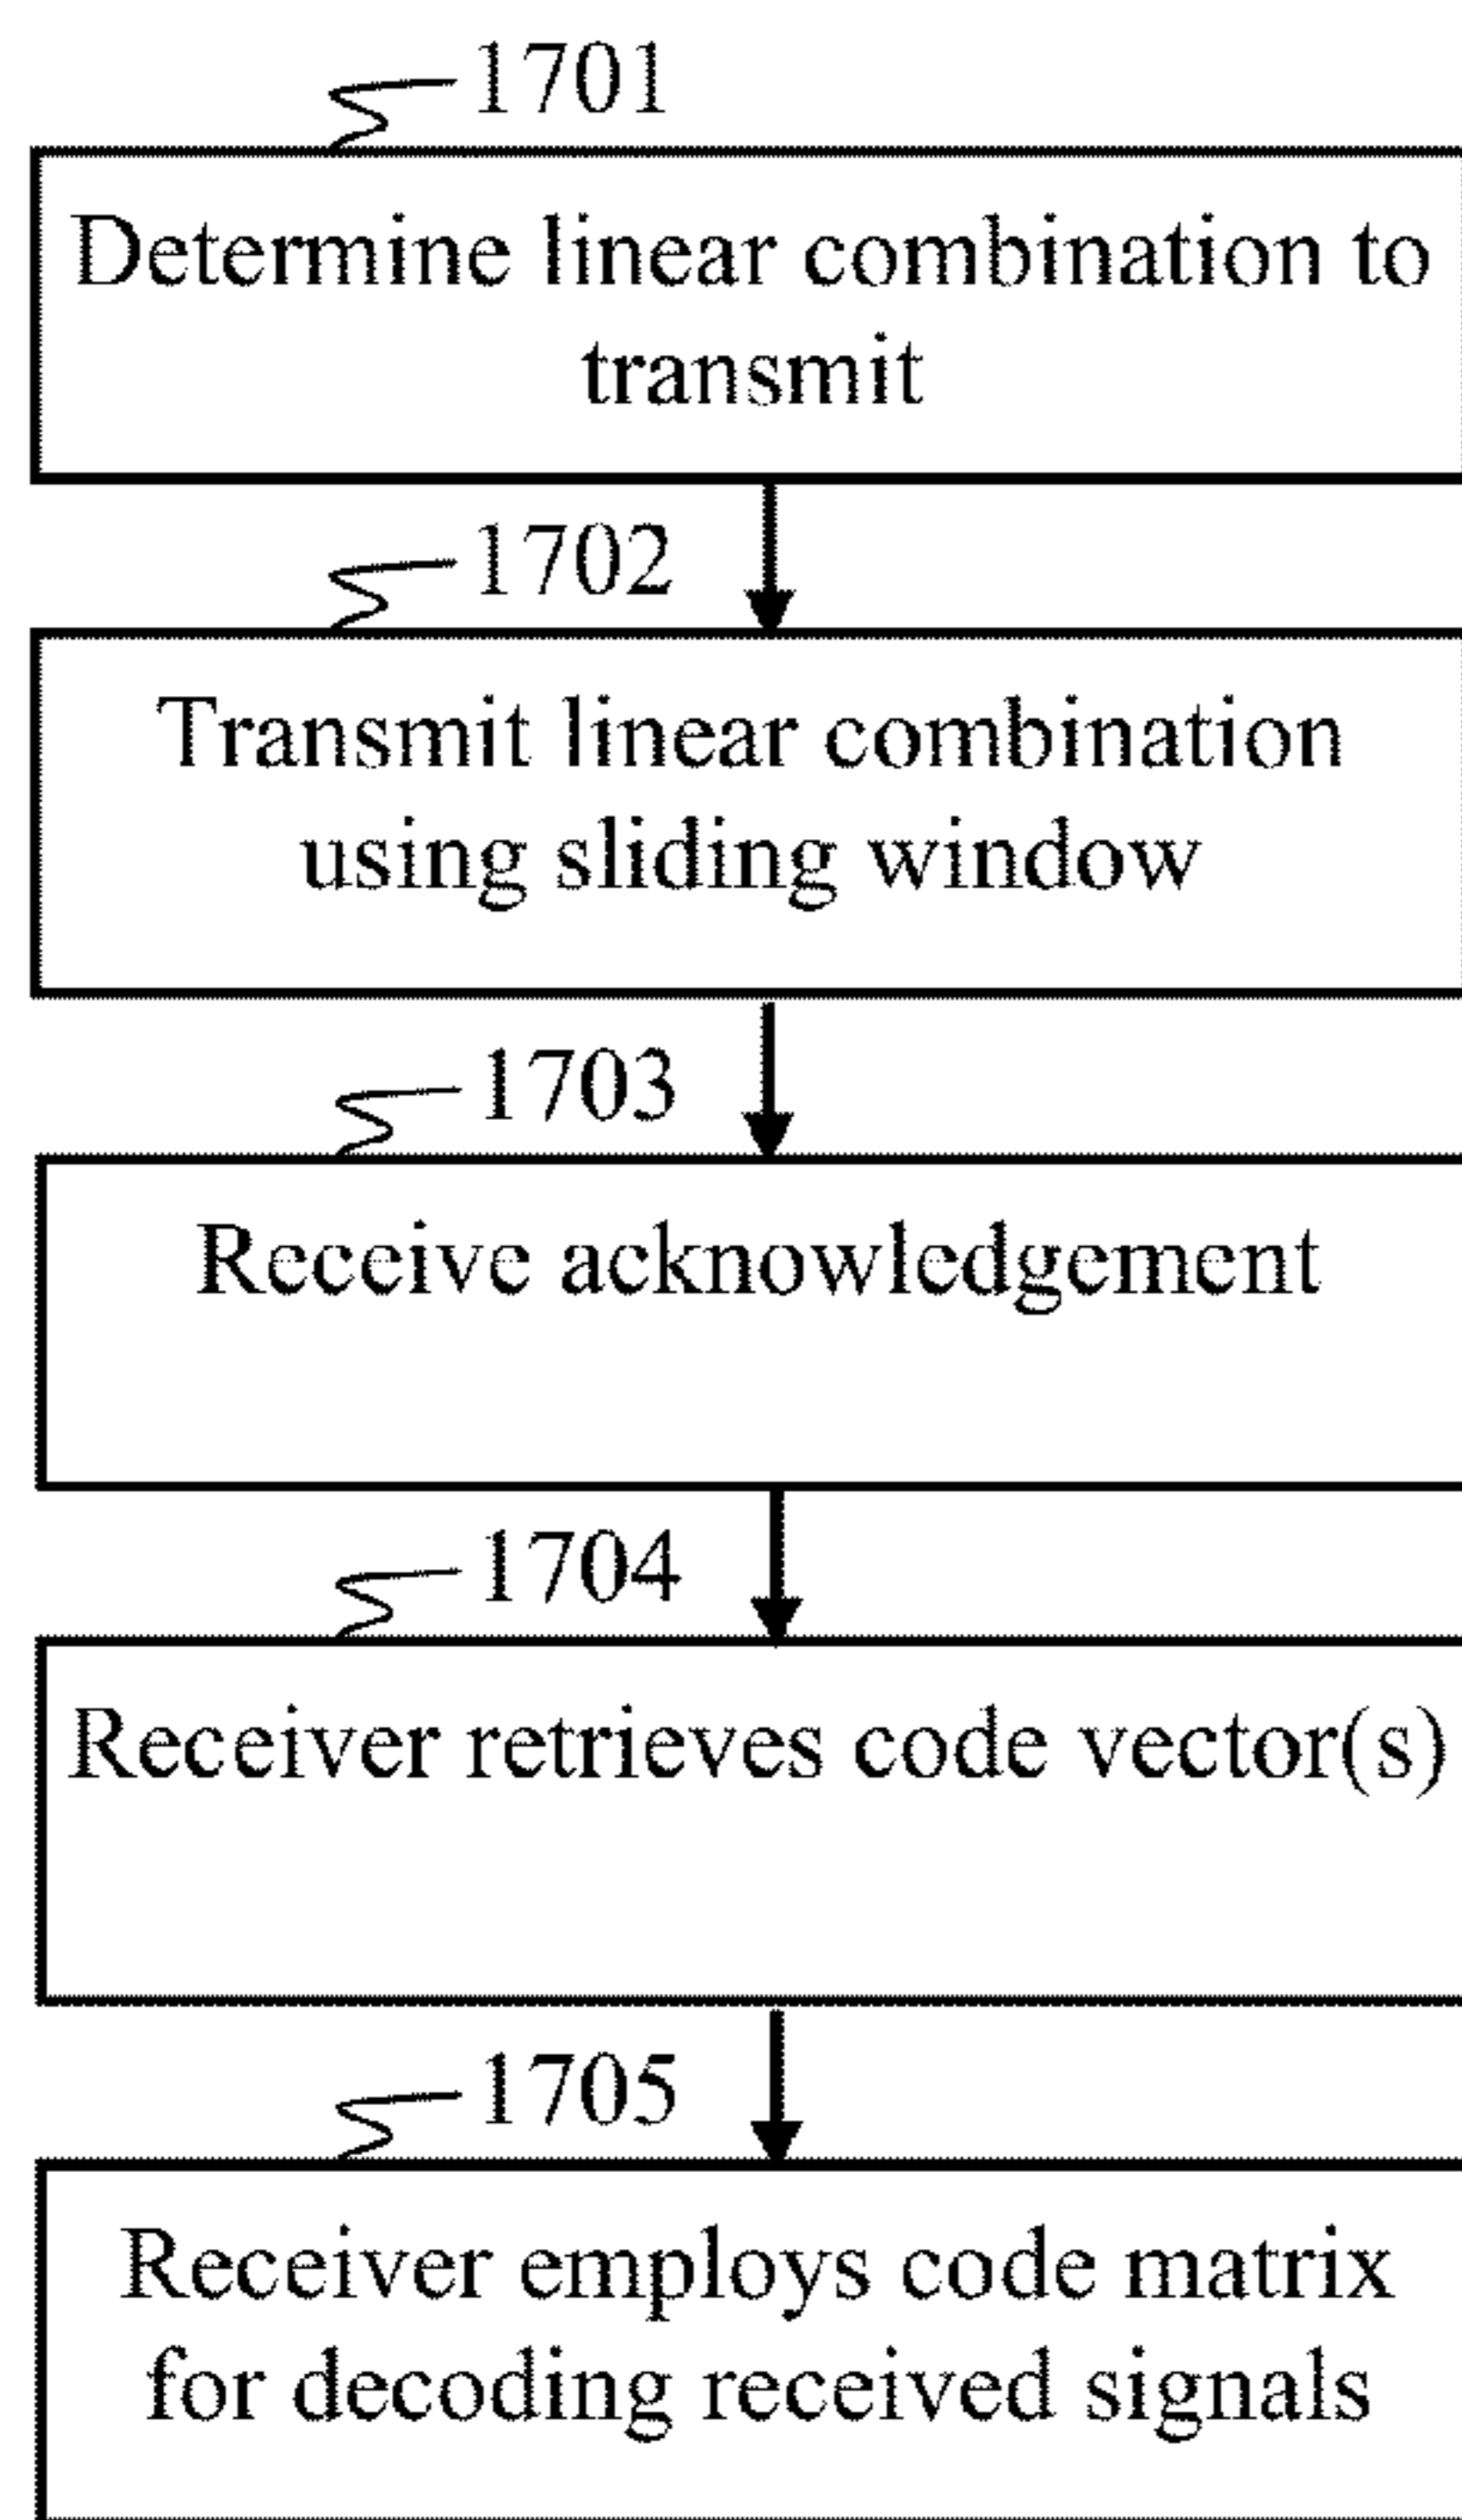 1701
Determine linear combination to
transmit
1702
Transmit linear combination
using sliding window
1703
Receive acknowledgement
1704
Receiver retrieves code vector(s)
1705
Receiver employs code matrix
for decoding received signals